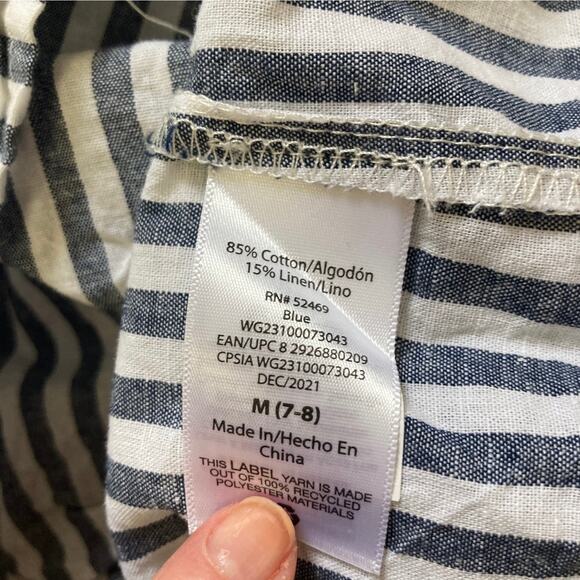 85% Cotton/Algodón
15% Linen/Lino
RN# 52469
Blue
WG23100073043
EAN/UPC 8 2926880209
CPSIA WG23100073043
DEC/2021
M (7-8)
Made In/Hecho En
China
THIS LABEL YARN IS MADE
OUT OF 100% RECYCLED
POLYESTER MATERIALS